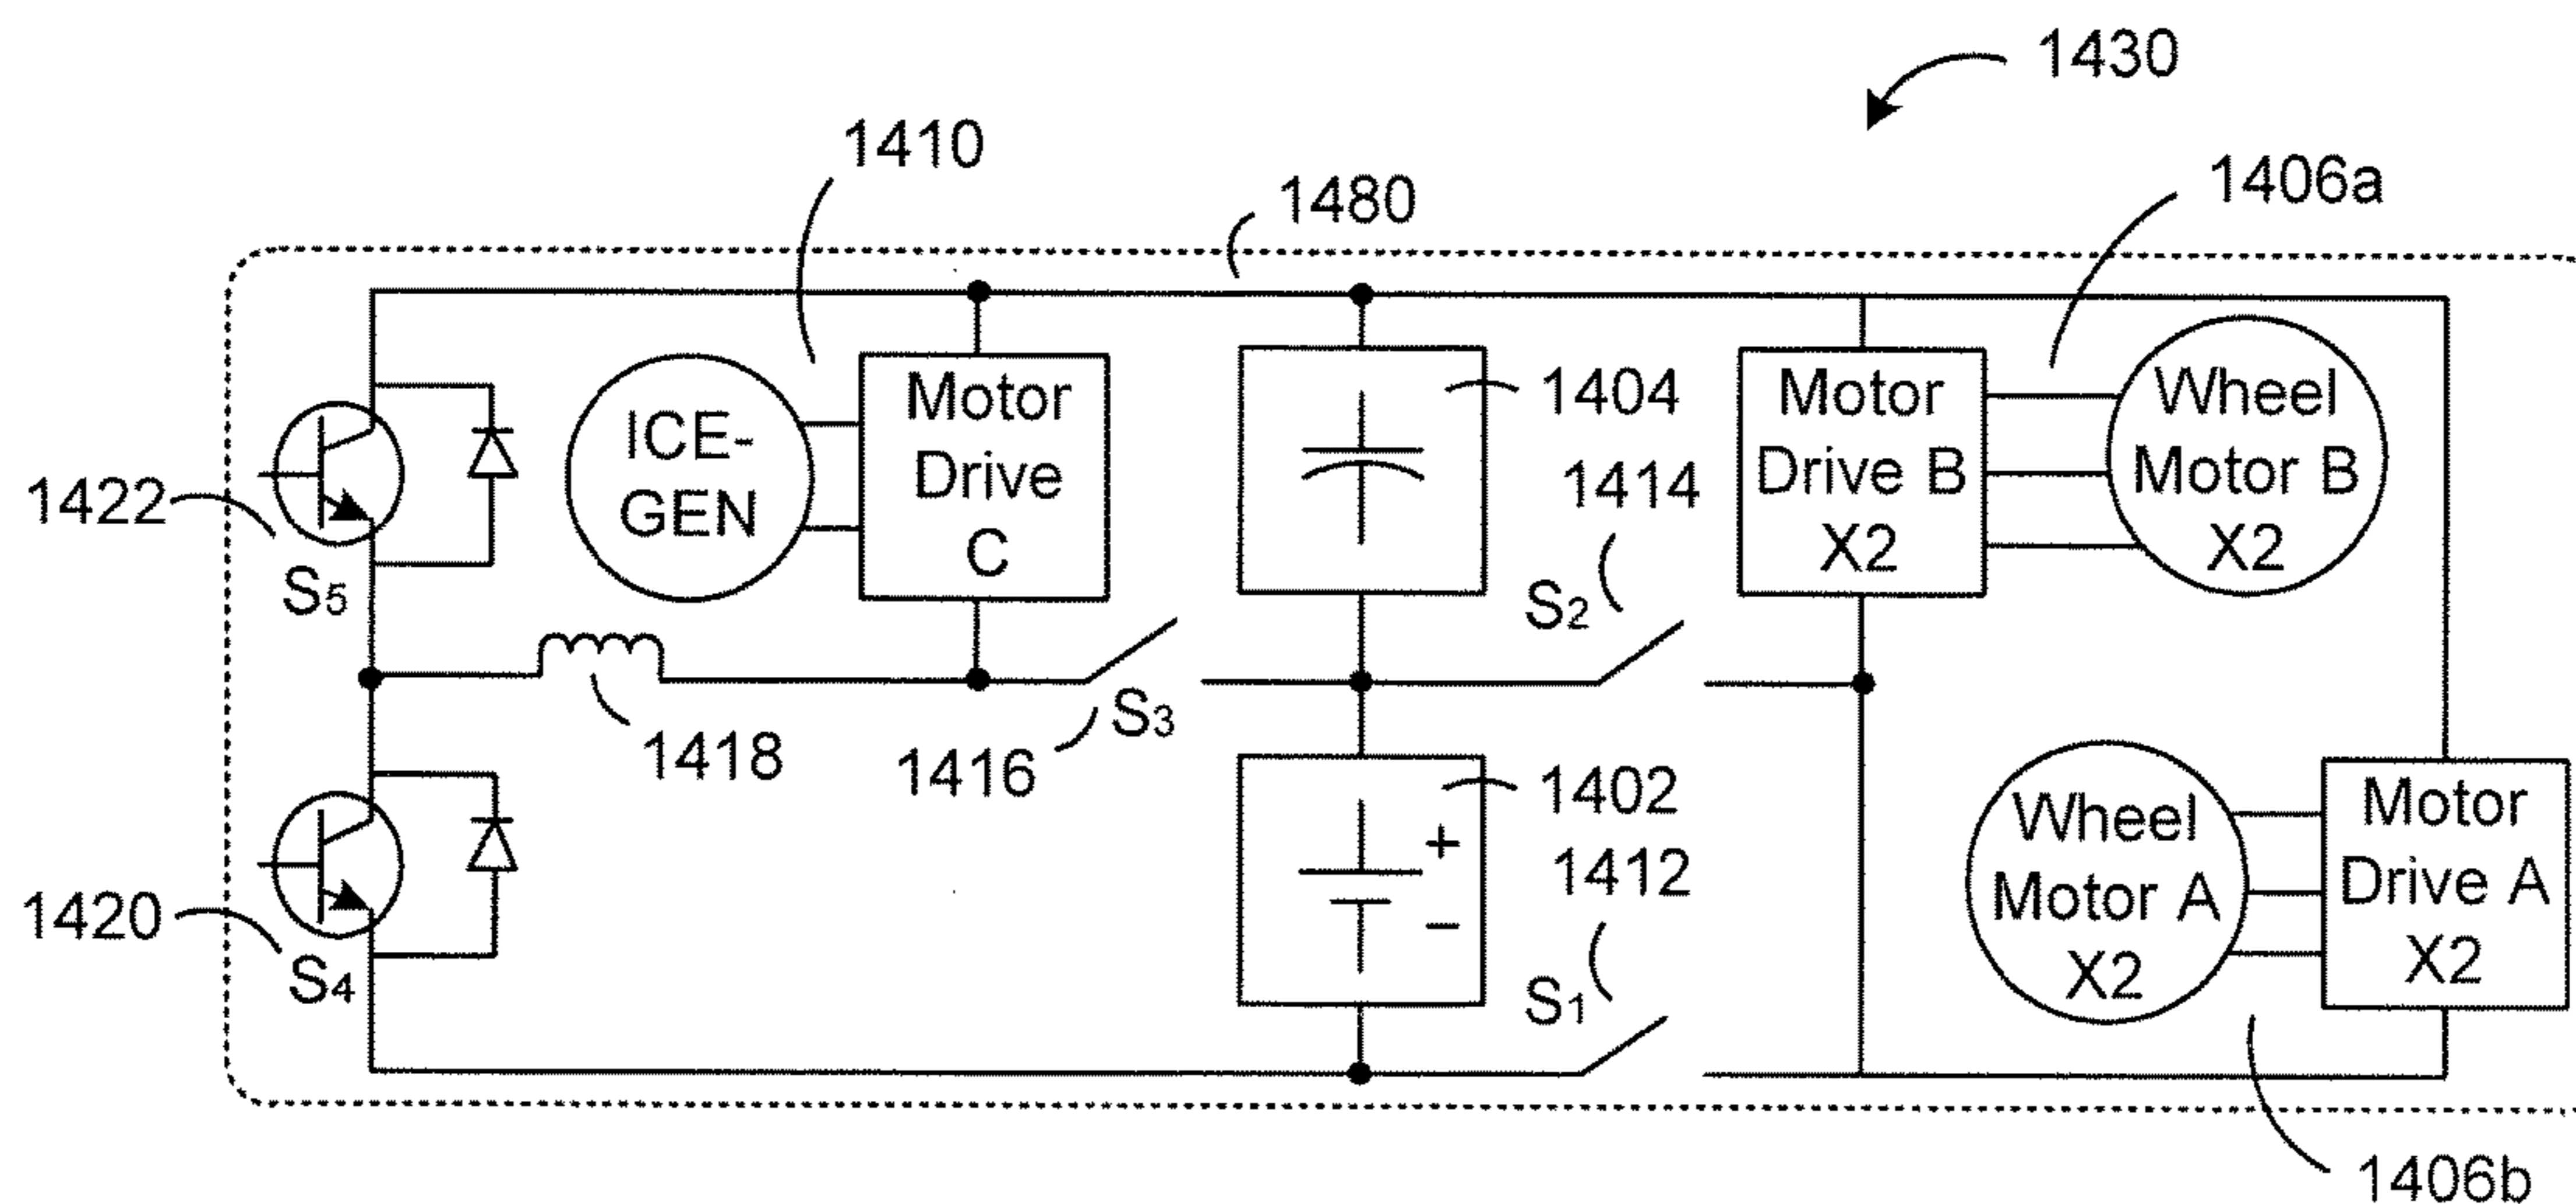 1430
1410
1480
1406a
ICE-
GEN
Motor
Drive
C
1404
1414
Motor
Drive B
X2
Wheel
Motor B
X2
1422
S5
S2
1418
1416
S3
1402
1412
+
−
1420
S4
S1
Wheel
Motor A
X2
Motor
Drive A
X2
1406b